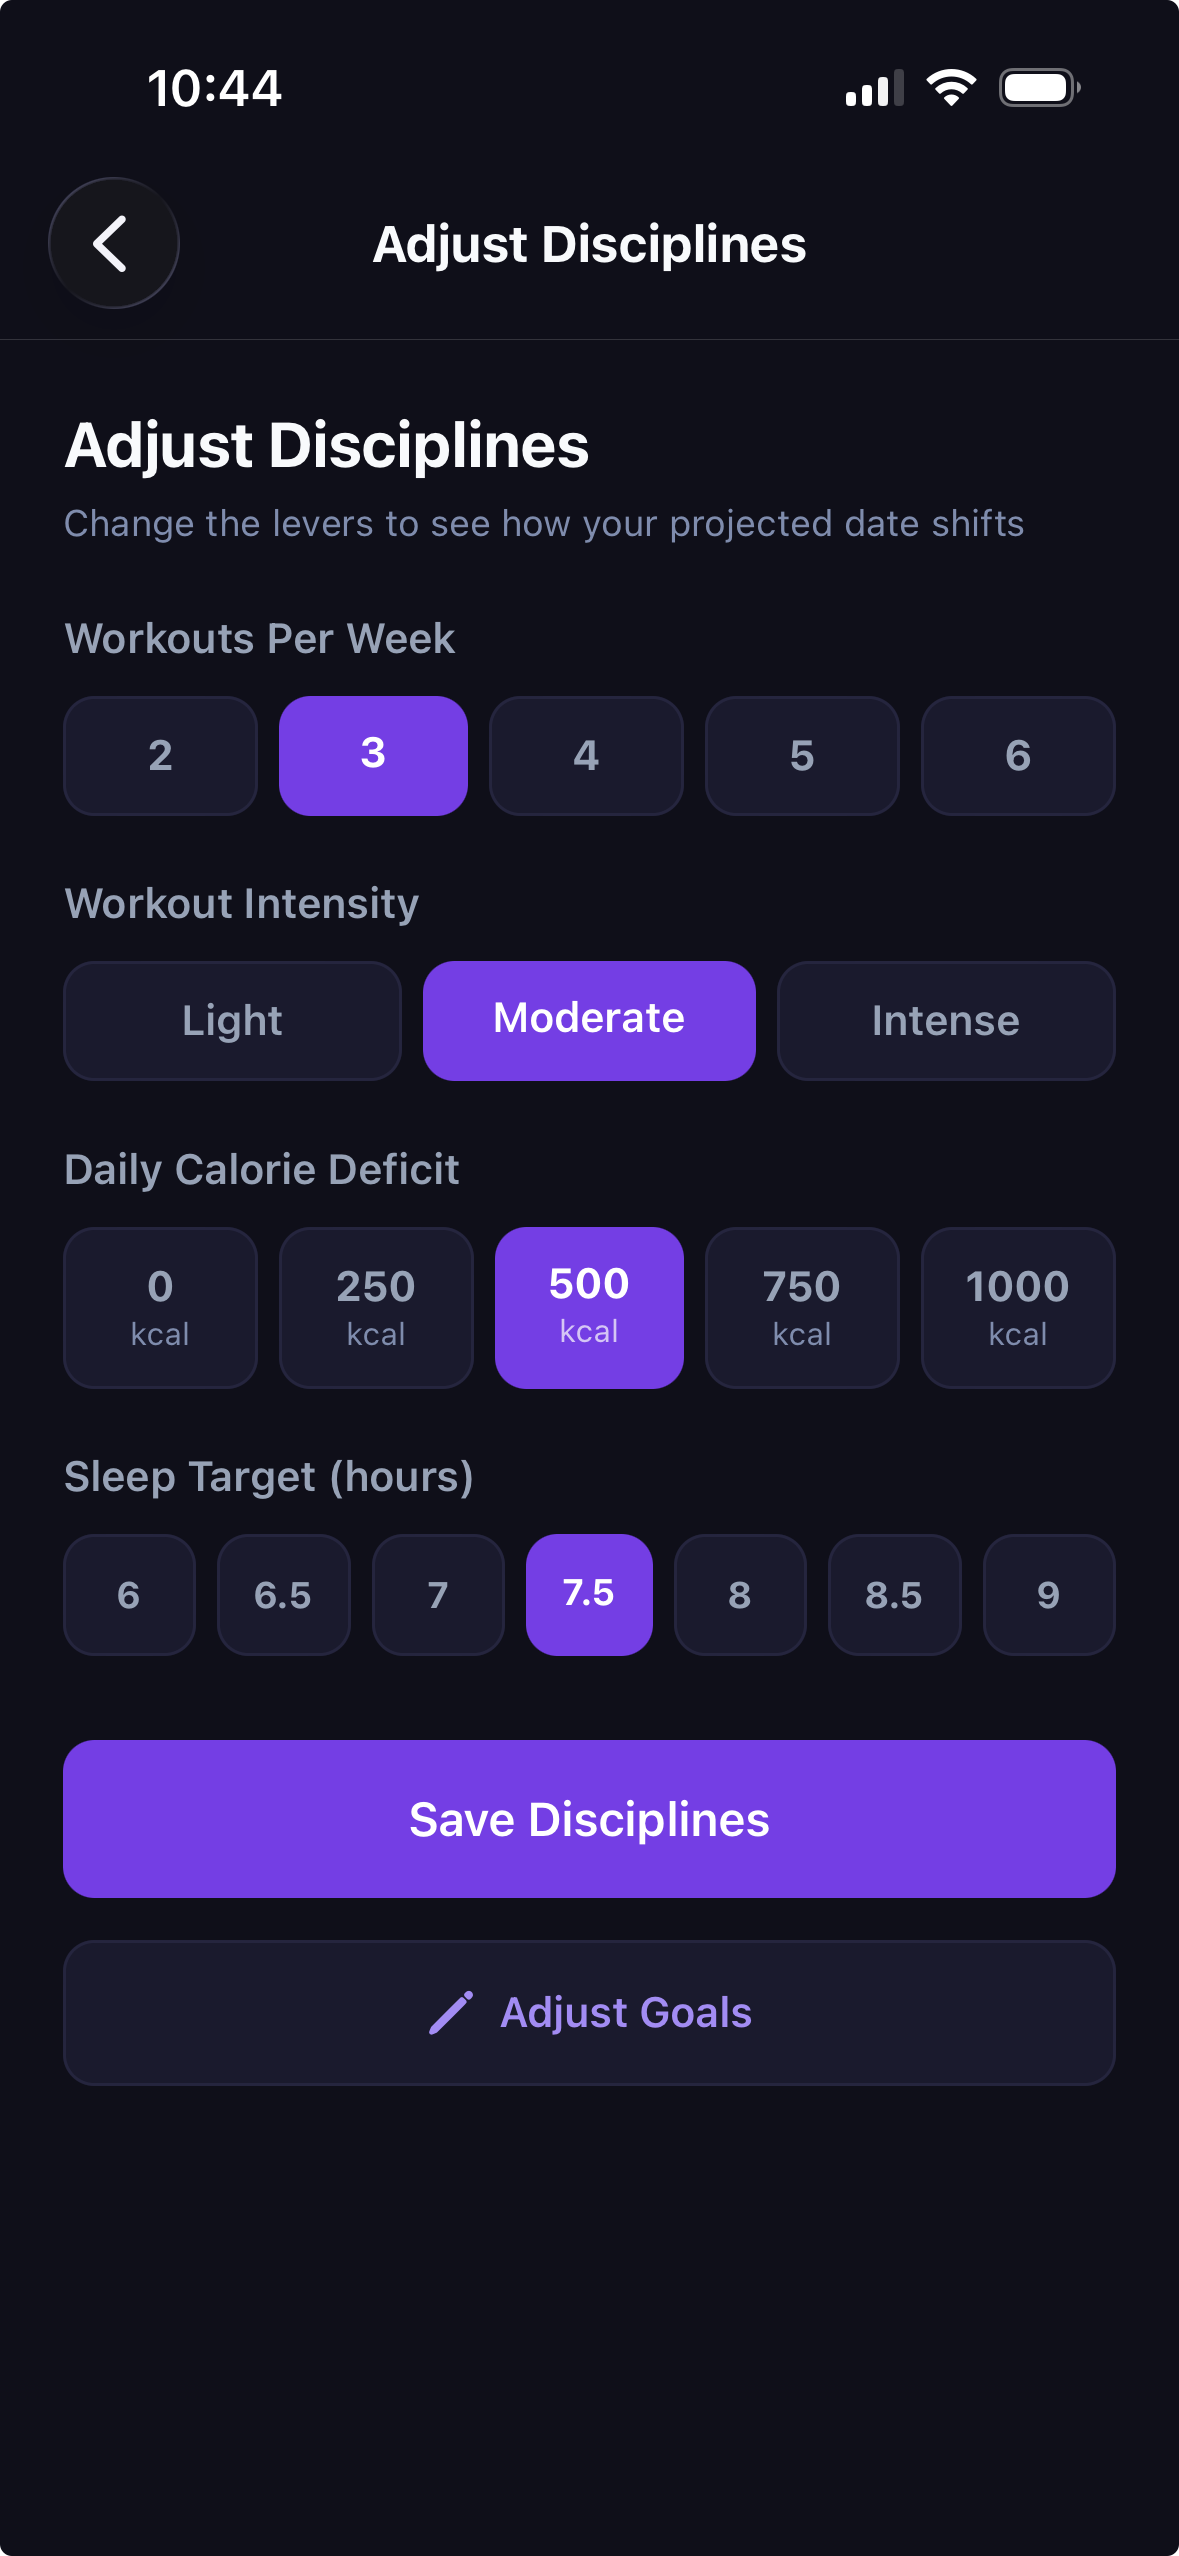 10:44
Adjust Disciplines
Adjust Disciplines
Change the levers to see how your projected date shifts
Workouts Per Week
2 3 4 5 6
Workout Intensity
Light Moderate Intense
Daily Calorie Deficit
0 250 500 750 1000
kcal kcal kcal kcal kcal
Sleep Target (hours)
6 6.5 7 7.5 8 8.5 9
Save Disciplines
Adjust Goals